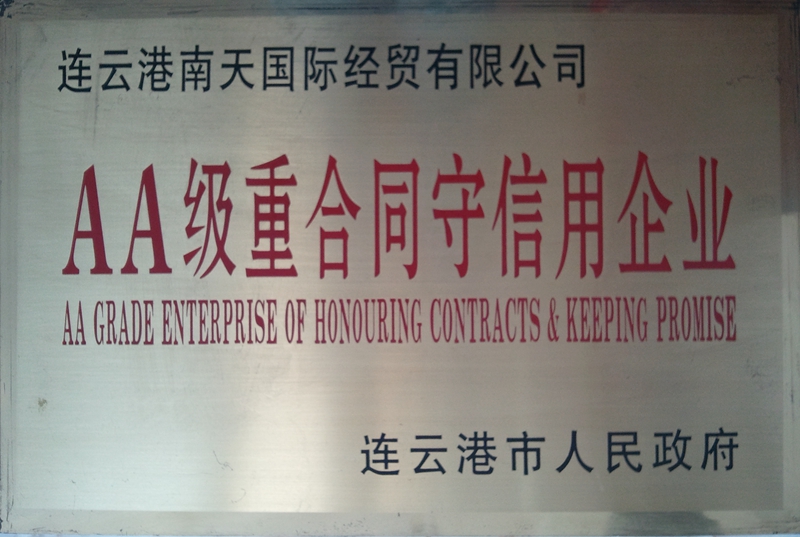 连云港南天国际经贸有限公司
AA级重合同守信用企业
AA GRADE ENTERPRISE OF HONOURING CONTRACTS & KEEPING PROMISE
连云港市人民政府